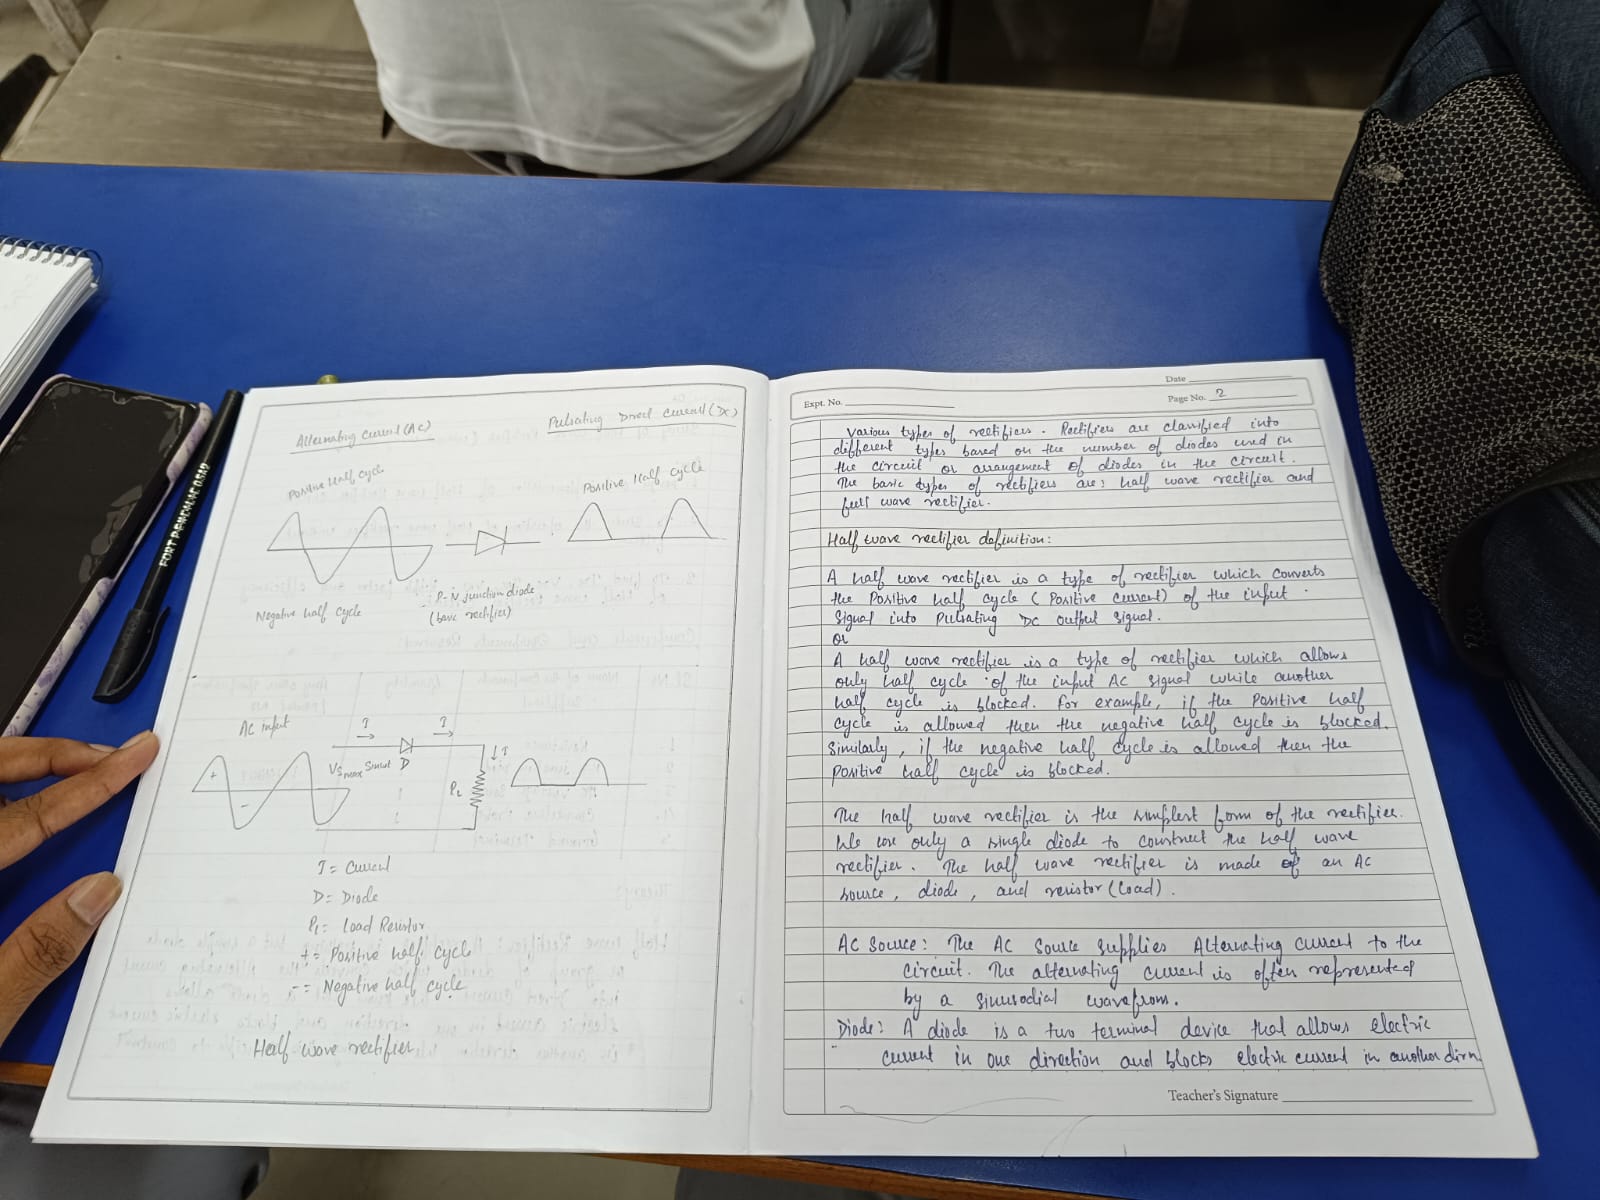 Alternating Current (AC)
Pulsating Direct Current (DC)
Positive Half Cycle
Positive Half Cycle
Negative half Cycle
P-N junction diode
(basic rectifier)
AC input
I
I
I
+
-
Vsmax Sinwt
D
RL
I = Current
D = Diode
RL = Load Resistor
+ = Positive half cycle
- = Negative half cycle
Half wave rectifier
FORT PENCHALAC 0.6 M2
Date
Expt. No.
Page No. 2
Various types of rectifiers. Rectifiers are classified into
different types based on the number of diodes used in
the circuit or arrangement of diodes in the circuit.
The basic types of rectifiers are: half wave rectifier and
full wave rectifier.
Half wave rectifier definition:
A half wave rectifier is a type of rectifier which converts
the Positive half cycle (Positive current) of the input
Signal into Pulsating DC output signal.
or
A half wave rectifier is a type of rectifier which allows
only half cycle of the input AC signal while another
half cycle is blocked. For example, if the Positive half
cycle is allowed then the negative half cycle is blocked.
Similarly, if the negative half cycle is allowed then the
positive half cycle is blocked.
The half wave rectifier is the simplest form of the rectifier.
We use only a single diode to construct the half wave
rectifier. The half wave rectifier is made of an AC
source, diode, and resistor (load).
AC Source: The AC Source Supplies Alternating current to the
circuit. The alternating current is often represented
by a sinusodial wavefrom.
Diode: A diode is a two terminal device that allows electric
current in one direction and blocks electric current in another dirn
Teacher's Signature